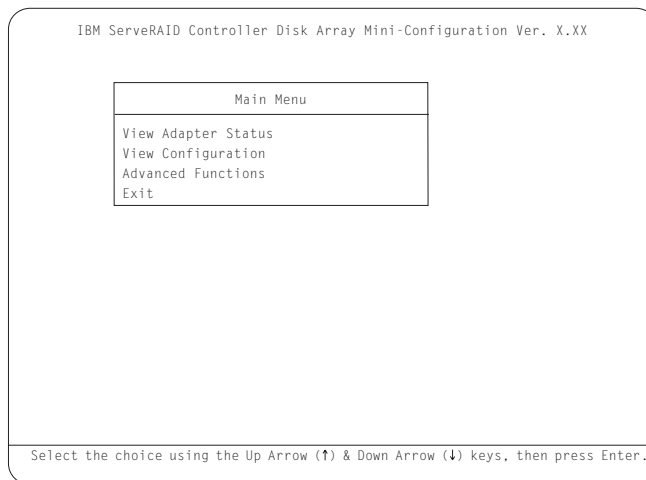 IBM ServeRAID Controller Disk Array Mini-Configuration Ver. X.XX
Main Menu
View Adapter Status
View Configuration
Advanced Functions
Exit
Select the choice using the Up Arrow (↑) & Down Arrow (↓) keys, then press Enter.